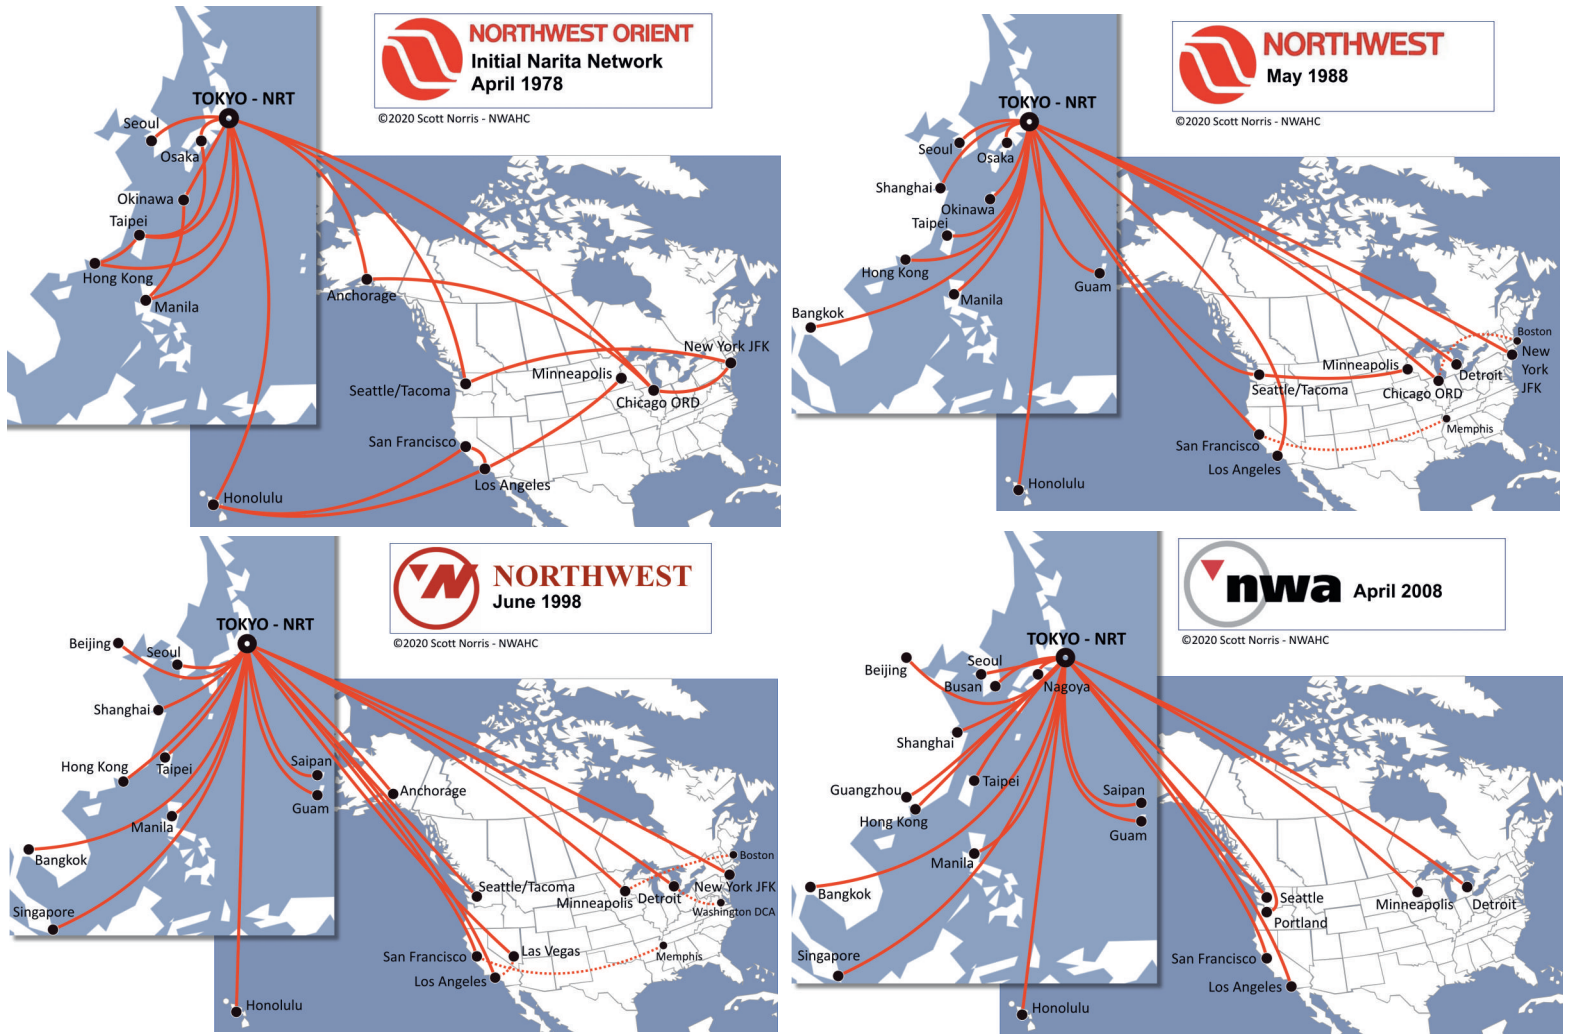 NORTHWEST ORIENT
Initial Narita Network
April 1978
©2020 Scott Norris - NWAHC
TOKYO - NRT
Seoul
Osaka
Okinawa
Taipei
Hong Kong
Manila
Anchorage
New York JFK
Minneapolis
Seattle/Tacoma
Chicago ORD
San Francisco
Los Angeles
Honolulu
NORTHWEST
May 1988
©2020 Scott Norris - NWAHC
TOKYO - NRT
Seoul
Osaka
Shanghai
Okinawa
Taipei
Hong Kong
Guam
Manila
Bangkok
Boston
New
York
JFK
Minneapolis
Detroit
Seattle/Tacoma
Chicago ORD
Memphis
San Francisco
Los Angeles
Honolulu
NORTHWEST
June 1998
©2020 Scott Norris - NWAHC
TOKYO - NRT
Beijing
Seoul
Shanghai
Hong Kong
Taipei
Saipan
Guam
Anchorage
Manila
Bangkok
Boston
Seattle/Tacoma
Minneapolis
Detroit
New York JFK
Washington DCA
Singapore
San Francisco
Las Vegas
Memphis
Los Angeles
Honolulu
nwa
April 2008
©2020 Scott Norris - NWAHC
TOKYO - NRT
Beijing
Seoul
Busan
Nagoya
Shanghai
Guangzhou
Taipei
Hong Kong
Saipan
Guam
Manila
Bangkok
Seattle
Portland
Minneapolis
Detroit
Singapore
San Francisco
Los Angeles
Honolulu